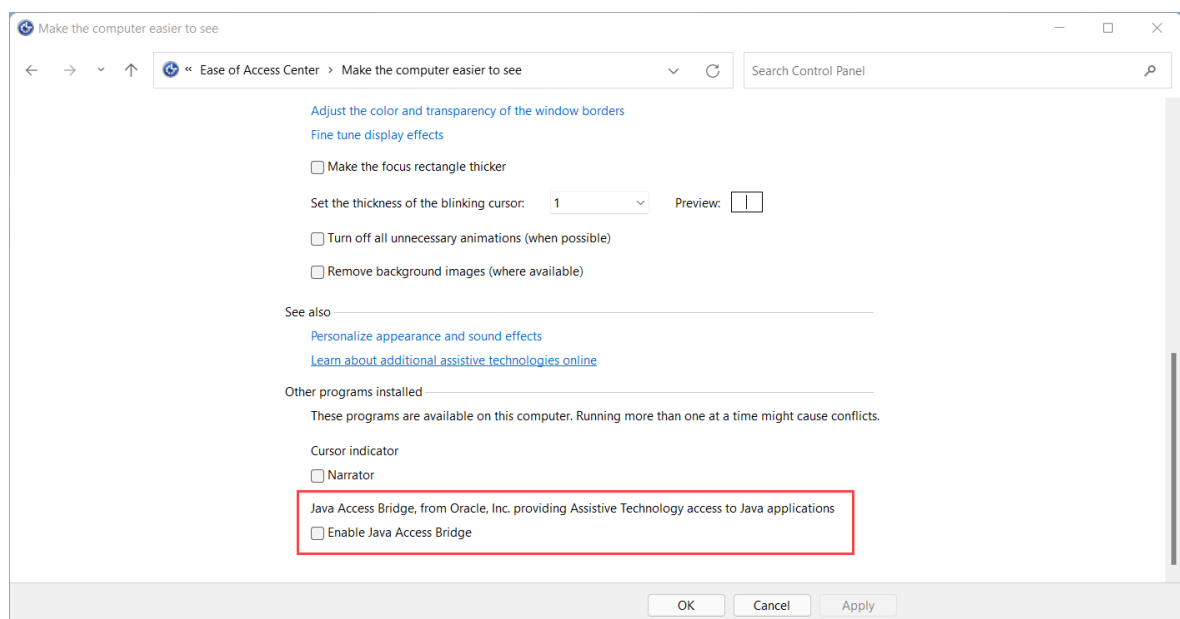 Make the computer easier to see
« Ease of Access Center › Make the computer easier to see
Search Control Panel
Adjust the color and transparency of the window borders
Fine tune display effects
Make the focus rectangle thicker
Set the thickness of the blinking cursor: 1 Preview:
Turn off all unnecessary animations (when possible)
Remove background images (where available)
See also
Personalize appearance and sound effects
Learn about additional assistive technologies online
Other programs installed
These programs are available on this computer. Running more than one at a time might cause conflicts.
Cursor indicator
Narrator
Java Access Bridge, from Oracle, Inc. providing Assistive Technology access to Java applications
Enable Java Access Bridge
OK Cancel Apply